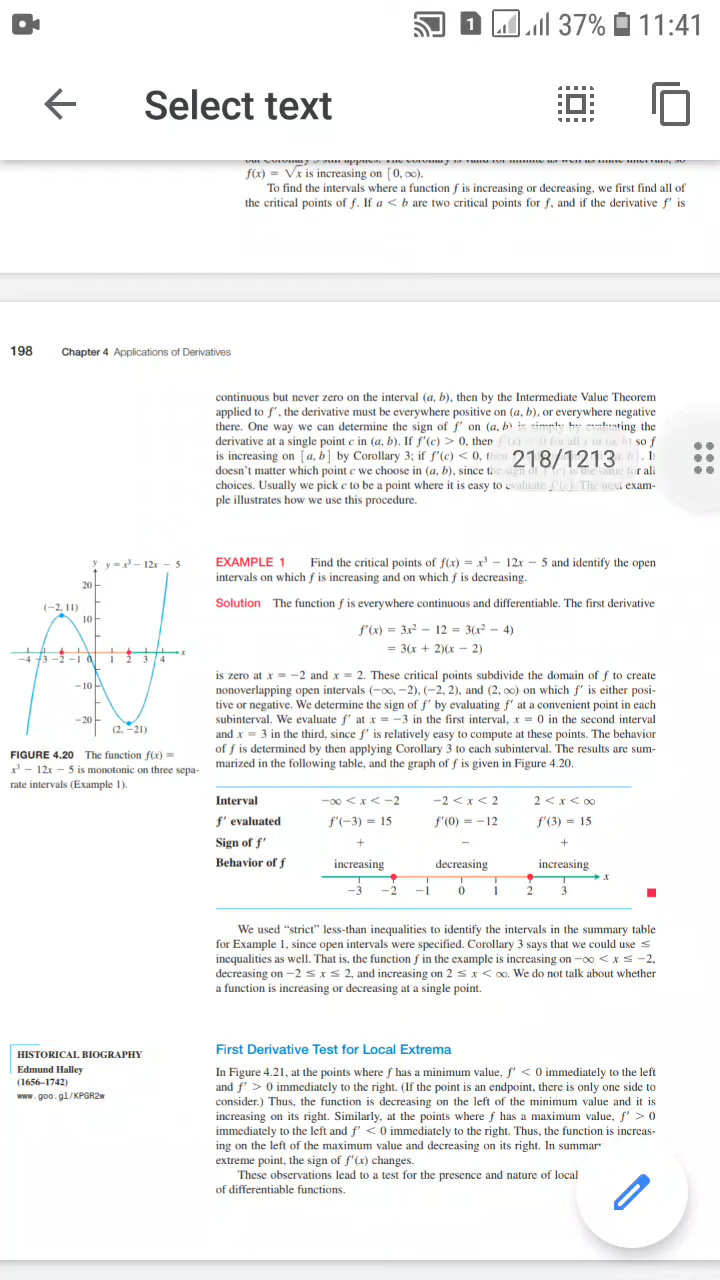 1 37% 11:41
Select text
f(x) = √x is increasing on [0, ∞).
To find the intervals where a function f is increasing or decreasing, we first find all of
the critical points of f. If a < b are two critical points for f, and if the derivative f′ is
198 Chapter 4 Applications of Derivatives
continuous but never zero on the interval (a, b), then by the Intermediate Value Theorem
applied to f′, the derivative must be everywhere positive on (a, b), or everywhere negative
there. One way we can determine the sign of f′ on (a, b) is simply by evaluating the
derivative at a single point c in (a, b). If f′(c) > 0, then f′(x) > 0 for all x in (a, b) so f
is increasing on [a, b] by Corollary 3; if f′(c) < 0, then
218/1213
doesn't matter which point c we choose in (a, b), since the sign of f′(c) is the same for all
choices. Usually we pick c to be a point where it is easy to evaluate f′(c). The next exam-
ple illustrates how we use this procedure.
y y = x³ − 12x − 5
20
(−2, 11)
10
−4 −3 −2 −1 0 1 2 3 4 x
−10
−20
(2, −21)
FIGURE 4.20 The function f(x) =
x³ − 12x − 5 is monotonic on three sepa-
rate intervals (Example 1).
EXAMPLE 1 Find the critical points of f(x) = x³ − 12x − 5 and identify the open
intervals on which f is increasing and on which f is decreasing.
Solution The function f is everywhere continuous and differentiable. The first derivative
f′(x) = 3x² − 12 = 3(x² − 4)
= 3(x + 2)(x − 2)
is zero at x = −2 and x = 2. These critical points subdivide the domain of f to create
nonoverlapping open intervals (−∞, −2), (−2, 2), and (2, ∞) on which f′ is either posi-
tive or negative. We determine the sign of f′ by evaluating f′ at a convenient point in each
subinterval. We evaluate f′ at x = −3 in the first interval, x = 0 in the second interval
and x = 3 in the third, since f′ is relatively easy to compute at these points. The behavior
of f is determined by then applying Corollary 3 to each subinterval. The results are sum-
marized in the following table, and the graph of f is given in Figure 4.20.
Interval −∞ < x < −2 −2 < x < 2 2 < x < ∞
f′ evaluated f′(−3) = 15 f′(0) = −12 f′(3) = 15
Sign of f′ + − +
Behavior of f increasing decreasing increasing
−3 −2 −1 0 1 2 3 x
We used “strict” less-than inequalities to identify the intervals in the summary table
for Example 1, since open intervals were specified. Corollary 3 says that we could use ≤
inequalities as well. That is, the function f in the example is increasing on −∞ < x ≤ −2,
decreasing on −2 ≤ x ≤ 2, and increasing on 2 ≤ x < ∞. We do not talk about whether
a function is increasing or decreasing at a single point.
HISTORICAL BIOGRAPHY
Edmund Halley
(1656–1742)
www.goo.gl/KPGR2w
First Derivative Test for Local Extrema
In Figure 4.21, at the points where f has a minimum value, f′ < 0 immediately to the left
and f′ > 0 immediately to the right. (If the point is an endpoint, there is only one side to
consider.) Thus, the function is decreasing on the left of the minimum value and it is
increasing on its right. Similarly, at the points where f has a maximum value, f′ > 0
immediately to the left and f′ < 0 immediately to the right. Thus, the function is increas-
ing on the left of the maximum value and decreasing on its right. In summar
extreme point, the sign of f′(x) changes.
These observations lead to a test for the presence and nature of local
of differentiable functions.